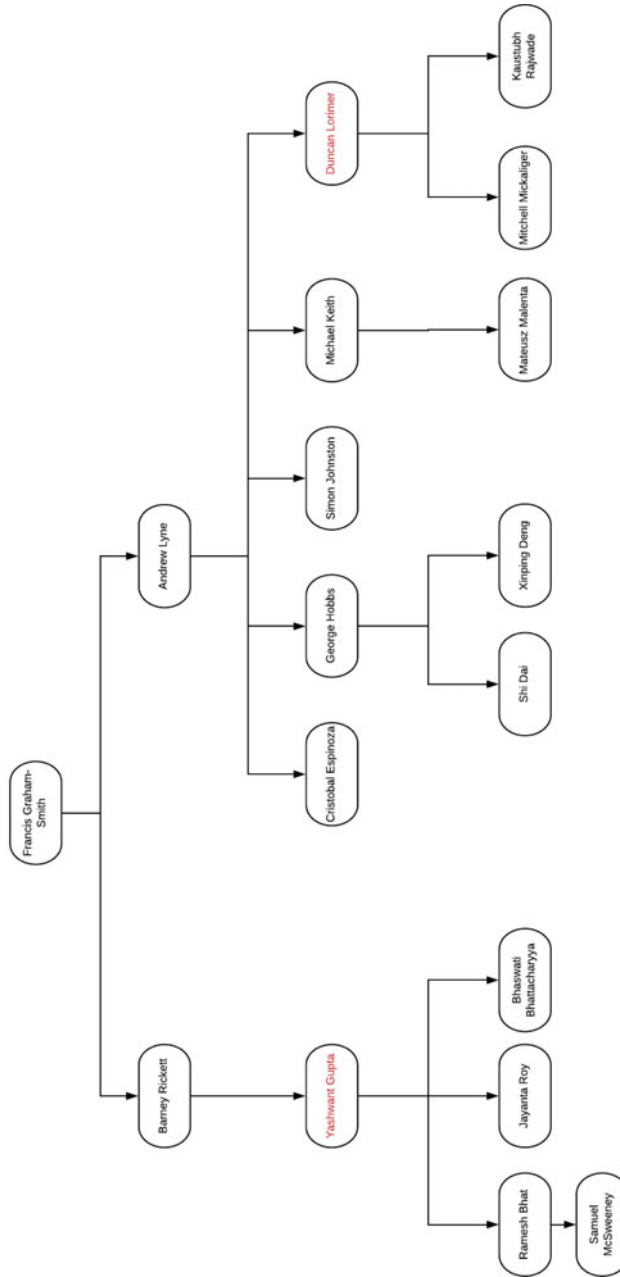 Francis Graham-
Smith
Barney Rickett
Andrew Lyne
Yashwant Gupta
Cristobal Espinoza
George Hobbs
Simon Johnston
Michael Keith
Duncan Lorimer
Ramesh Bhat
Jayanta Roy
Bhaswati
Bhattacharyya
Shi Dai
Xinping Deng
Mateusz Malenta
Mitchell Mickaliger
Kaustubh
Rajwade
Samuel
McSweeney